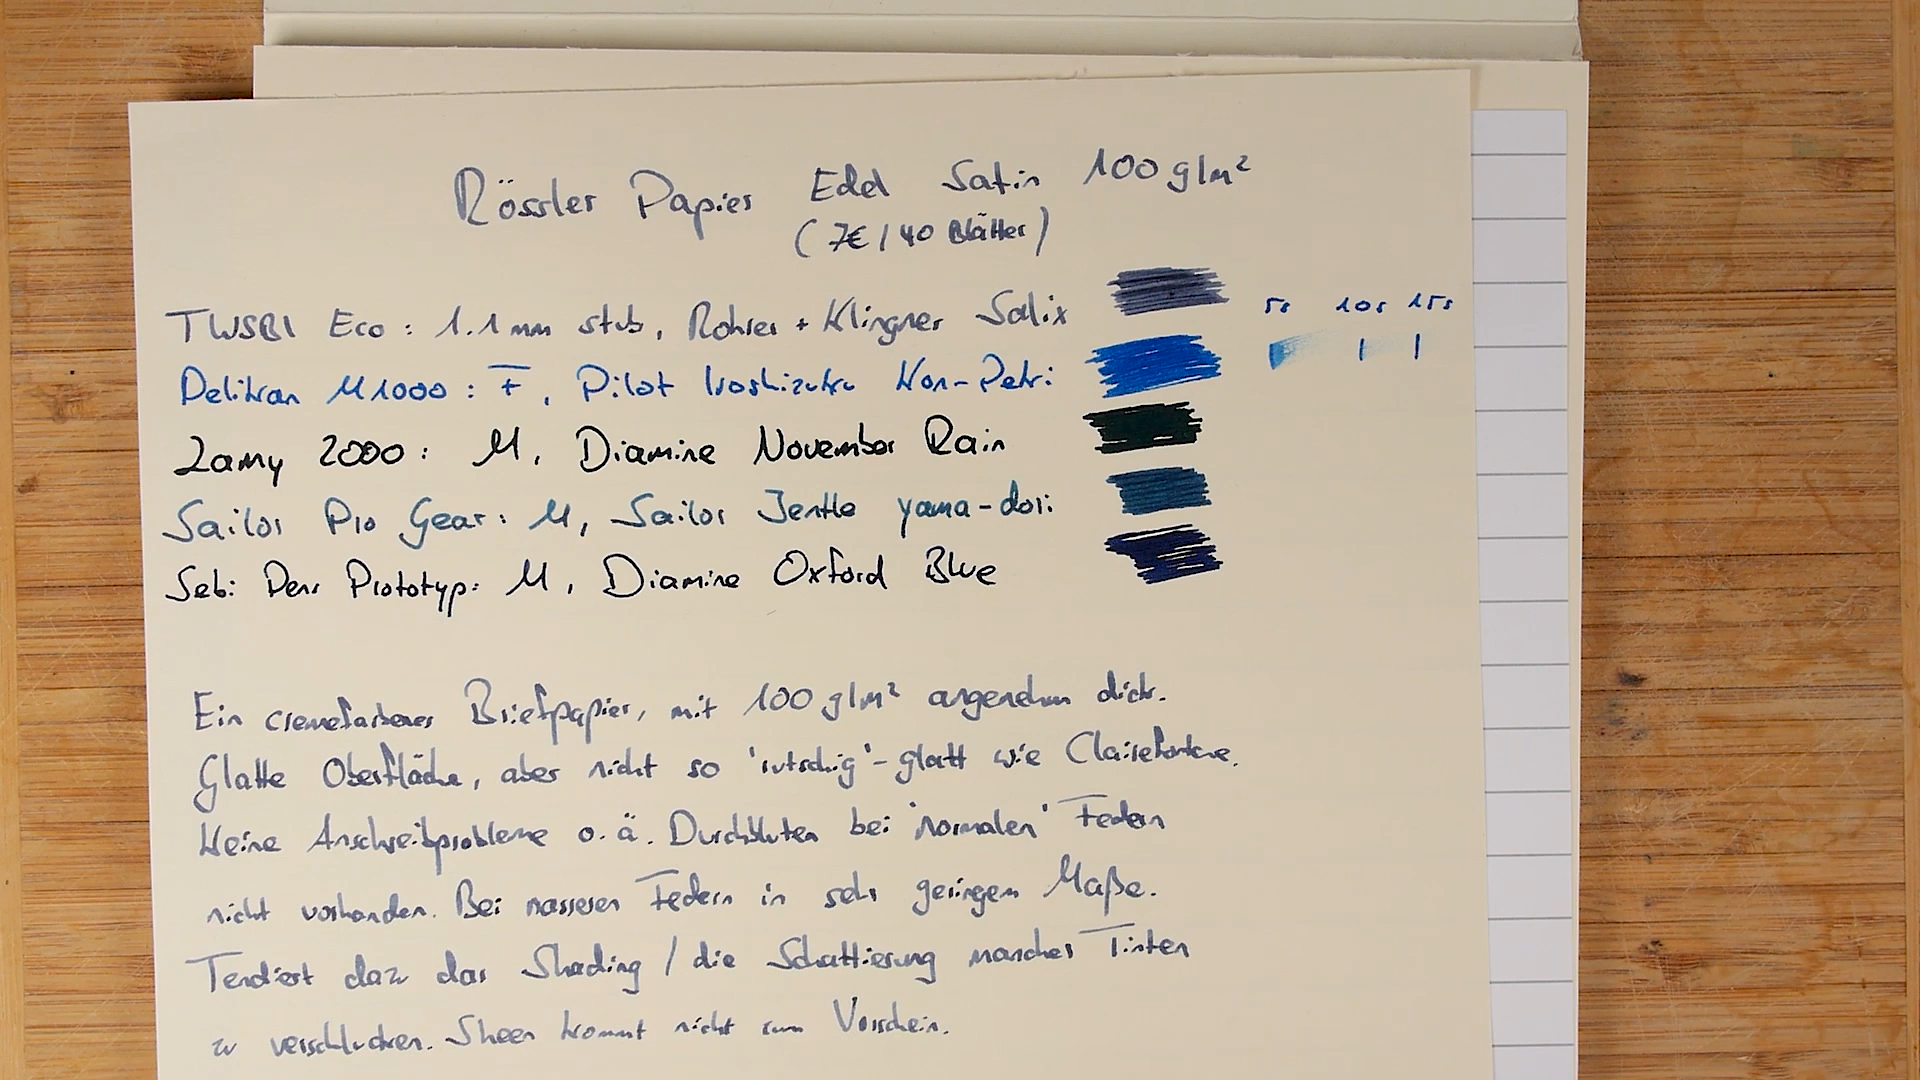 Rössler Papier Edel Satin 100 g/m²
(7€/40 Blätter)
TWSBI Eco: 1.1 mm stub, Rohrer + Klingner Salix
5s 10s 15s
Pelikan M1000: F, Pilot Iroshizuku Kon-Peki
Lamy 2000: M, Diamine November Rain
Sailor Pro Gear: M, Sailor Jentle yama-dori
Seb: Pens Prototyp: M, Diamine Oxford Blue
Ein cremefarbenes Briefpapier, mit 100 g/m² angenehm dick.
Glatte Oberfläche, aber nicht so 'rutschig'-glatt wie Clairefontaine.
Keine Anschreibprobleme o.ä. Durchbluten bei 'normalen' Federn
nicht vorhanden. Bei nasseren Federn in sehr geringem Maße.
Tendiert dazu das Shading / die Schattierung mancher Tinten
zu verschlucken. Sheen kommt nicht zum Vorschein.